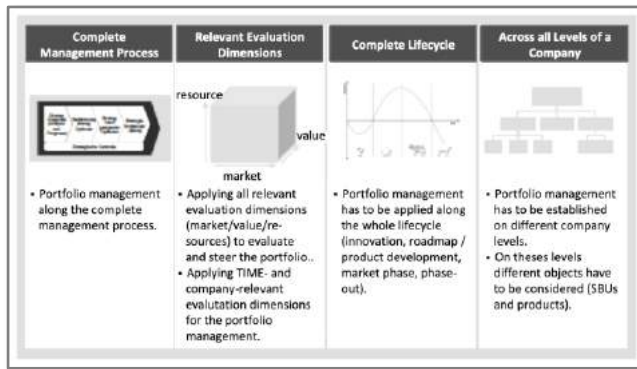 Complete
Management Process
Relevant Evaluation
Dimensions
Complete Lifecycle
Across all Levels of a
Company
resource
value
market
• Portfolio management
along the complete
management process.
• Applying all relevant
evaluation dimensions
(market/value/re-
sources) to evaluate
and steer the portfolio..
• Applying TIME- and
company-relevant
evalutation dimensions
for the portfolio
management.
• Portfolio management
has to be applied along
the whole lifecycle
(innovation, roadmap /
product development,
market phase, phase-
out).
• Portfolio management
has to be established
on different company
levels.
• On theses levels
different objects have
to be considered (SBUs
and products).